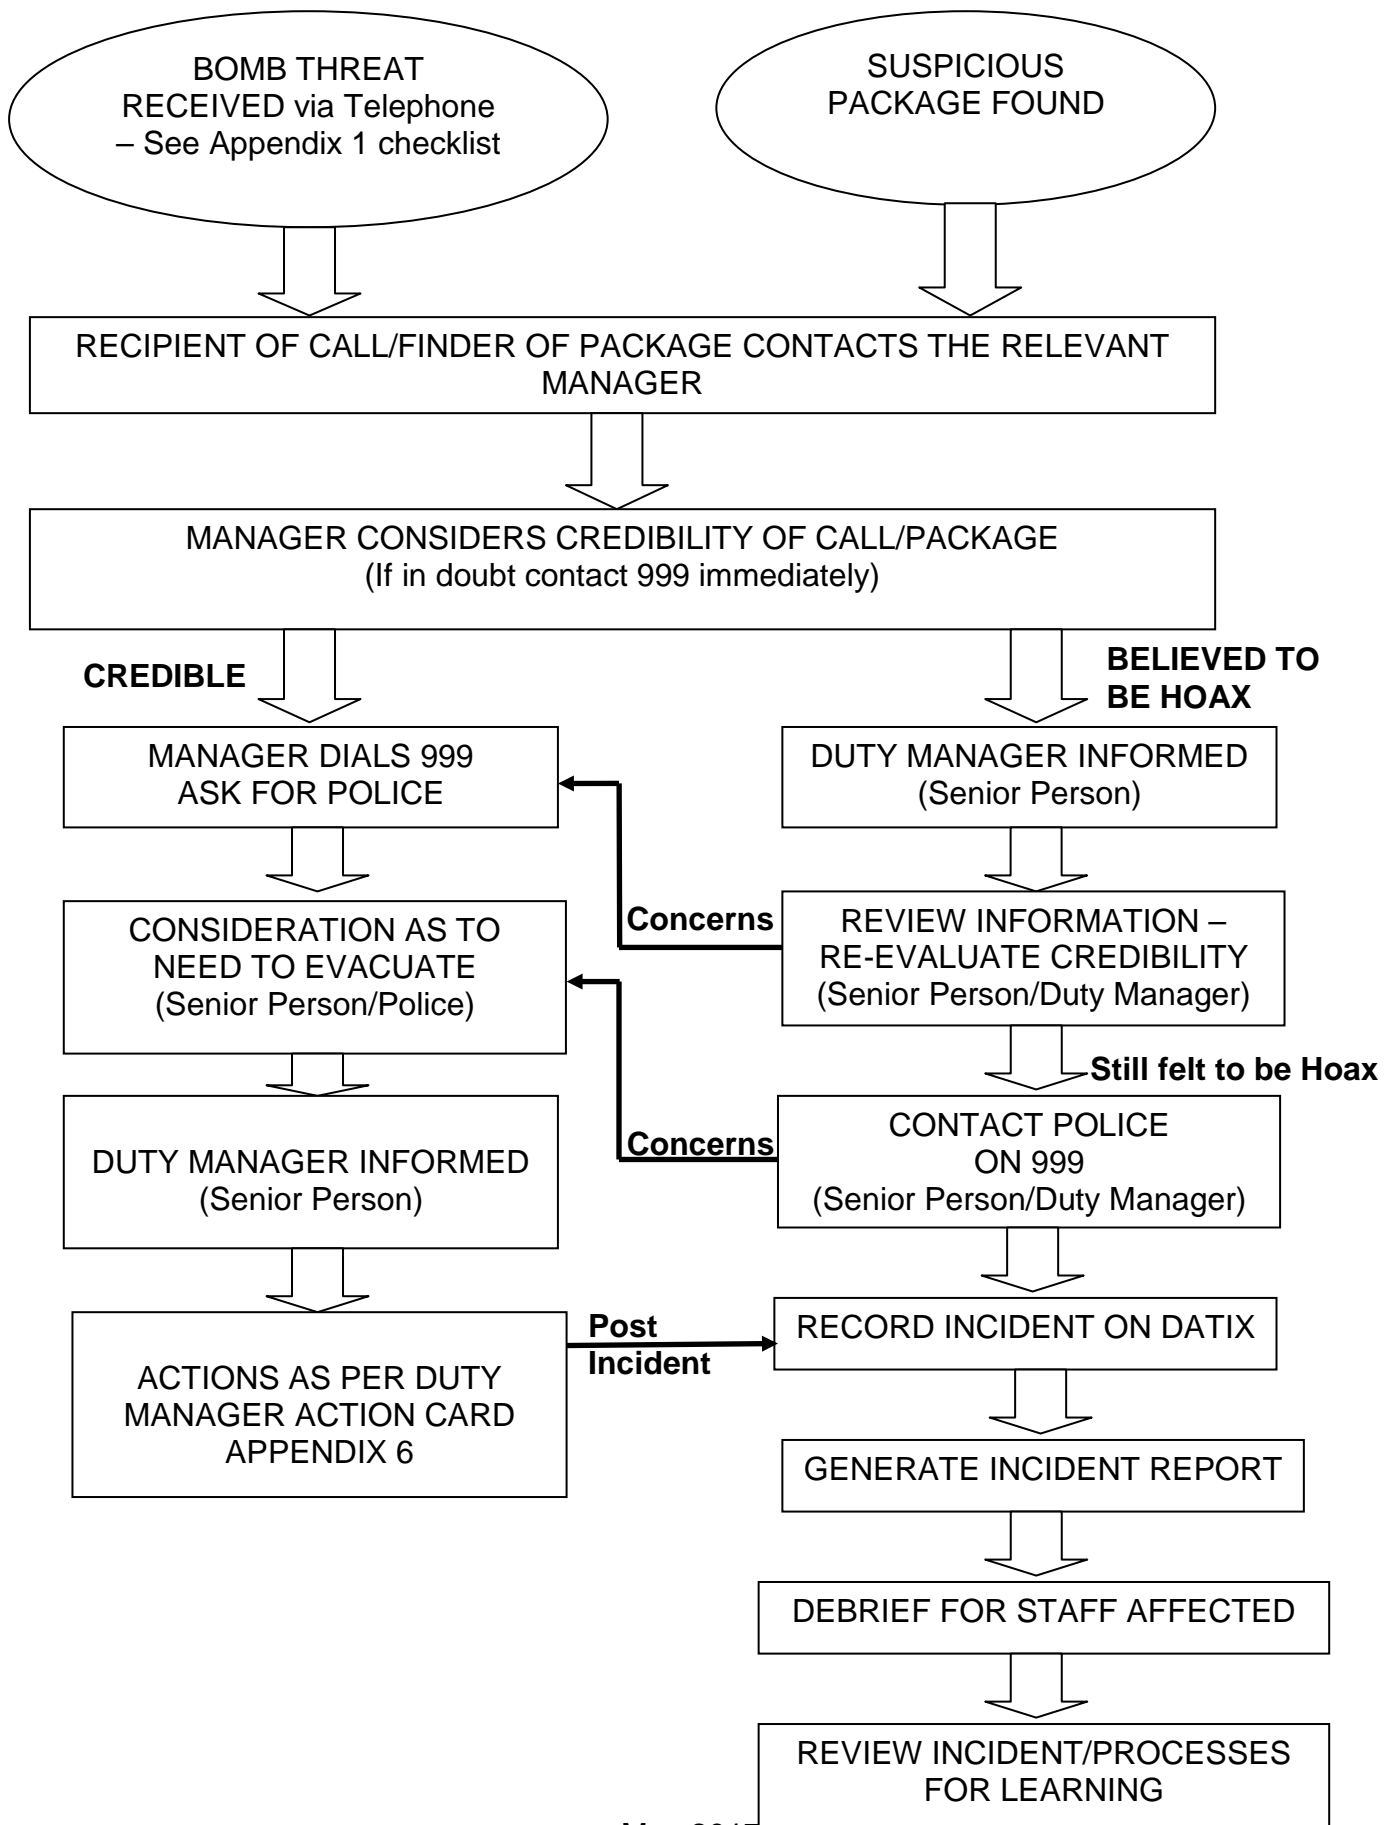 BOMB THREAT
RECEIVED via Telephone
– See Appendix 1 checklist
SUSPICIOUS
PACKAGE FOUND
RECIPIENT OF CALL/FINDER OF PACKAGE CONTACTS THE RELEVANT
MANAGER
MANAGER CONSIDERS CREDIBILITY OF CALL/PACKAGE
(If in doubt contact 999 immediately)
CREDIBLE
BELIEVED TO
BE HOAX
MANAGER DIALS 999
ASK FOR POLICE
DUTY MANAGER INFORMED
(Senior Person)
CONSIDERATION AS TO
NEED TO EVACUATE
(Senior Person/Police)
Concerns
REVIEW INFORMATION –
RE-EVALUATE CREDIBILITY
(Senior Person/Duty Manager)
Still felt to be Hoax
DUTY MANAGER INFORMED
(Senior Person)
Concerns
CONTACT POLICE
ON 999
(Senior Person/Duty Manager)
ACTIONS AS PER DUTY
MANAGER ACTION CARD
APPENDIX 6
Post
Incident
RECORD INCIDENT ON DATIX
GENERATE INCIDENT REPORT
DEBRIEF FOR STAFF AFFECTED
REVIEW INCIDENT/PROCESSES
FOR LEARNING